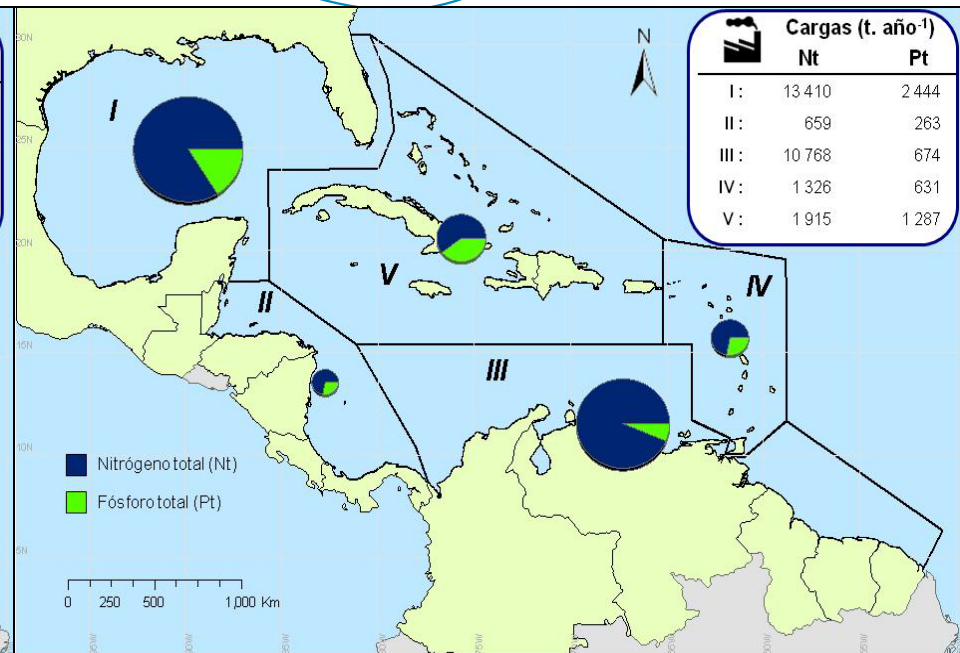 Cargas (t. año-1)
Nt Pt
I : 13 410 2 444
II : 659 263
III : 10 768 674
IV : 1 326 631
V : 1 915 1 287
N
I
II
III
IV
V
30N
25N
20N
15N
10N
5N
Nitrógeno total (Nt)
Fósforo total (Pt)
0 250 500 1,000 Km